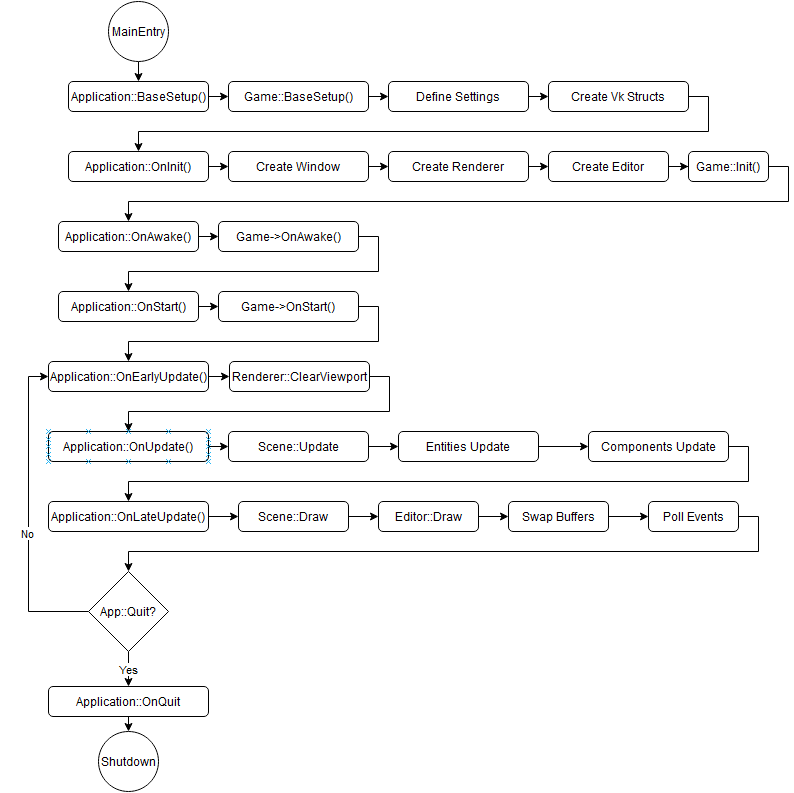 MainEntry
Application::BaseSetup()
Game::BaseSetup()
Define Settings
Create Vk Structs
Application::OnInit()
Create Window
Create Renderer
Create Editor
Game::Init()
Application::OnAwake()
Game->OnAwake()
Application::OnStart()
Game->OnStart()
Application::OnEarlyUpdate()
Renderer::ClearViewport
Application::OnUpdate()
Scene::Update
Entities Update
Components Update
Application::OnLateUpdate()
Scene::Draw
Editor::Draw
Swap Buffers
Poll Events
No
App::Quit?
Yes
Application::OnQuit
Shutdown